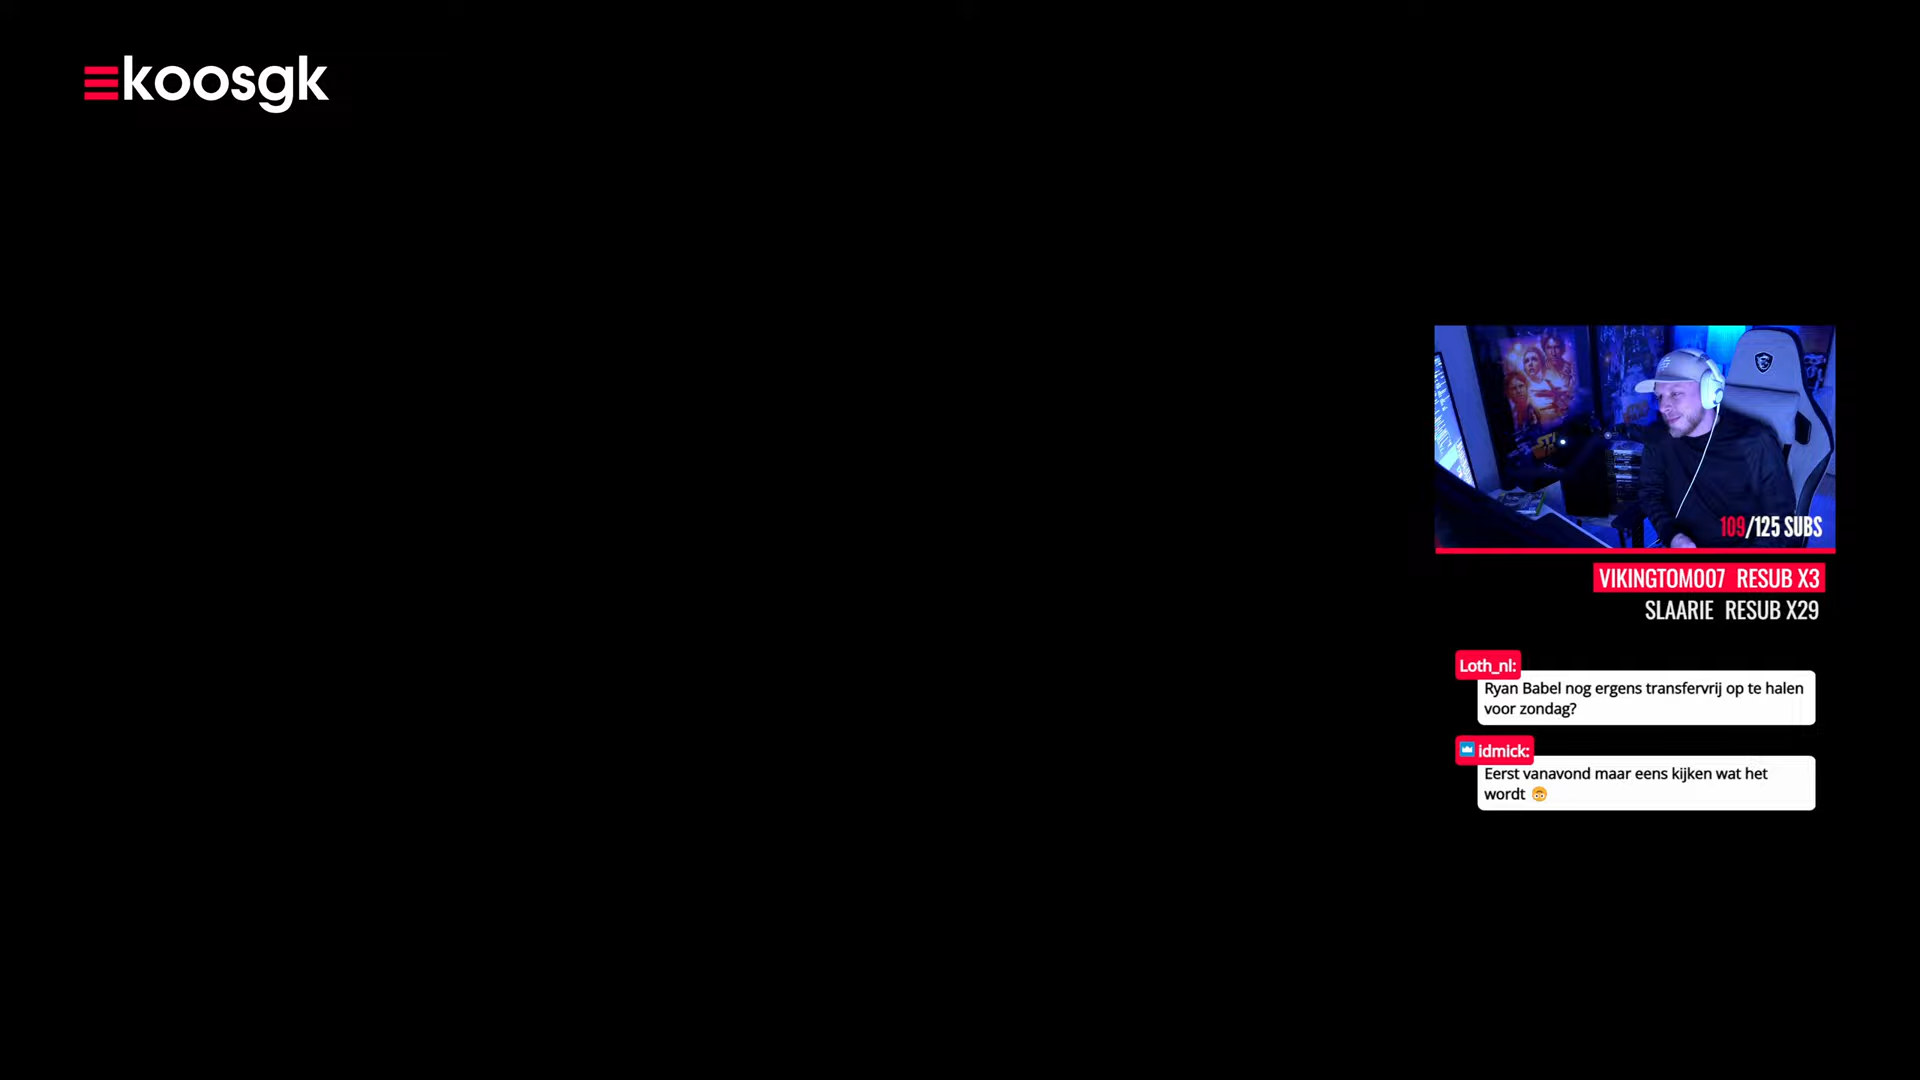 koosgk
109/125 SUBS
VIKINGTOM007 RESUB X3
SLAARIE RESUB X29
Loth_nl:
Ryan Babel nog ergens transfervrij op te halen
voor zondag?
idmick:
Eerst vanavond maar eens kijken wat het
wordt 🙃